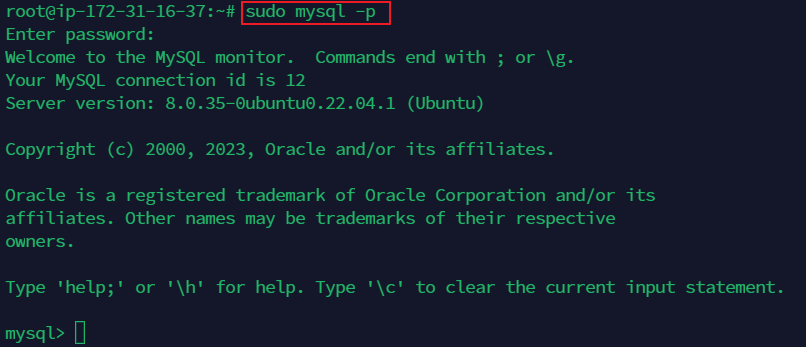 root@ip-172-31-16-37:~# sudo mysql -p
Enter password:
Welcome to the MySQL monitor.  Commands end with ; or \g.
Your MySQL connection id is 12
Server version: 8.0.35-0ubuntu0.22.04.1 (Ubuntu)
Copyright (c) 2000, 2023, Oracle and/or its affiliates.
Oracle is a registered trademark of Oracle Corporation and/or its
affiliates. Other names may be trademarks of their respective
owners.
Type 'help;' or '\h' for help. Type '\c' to clear the current input statement.
mysql>